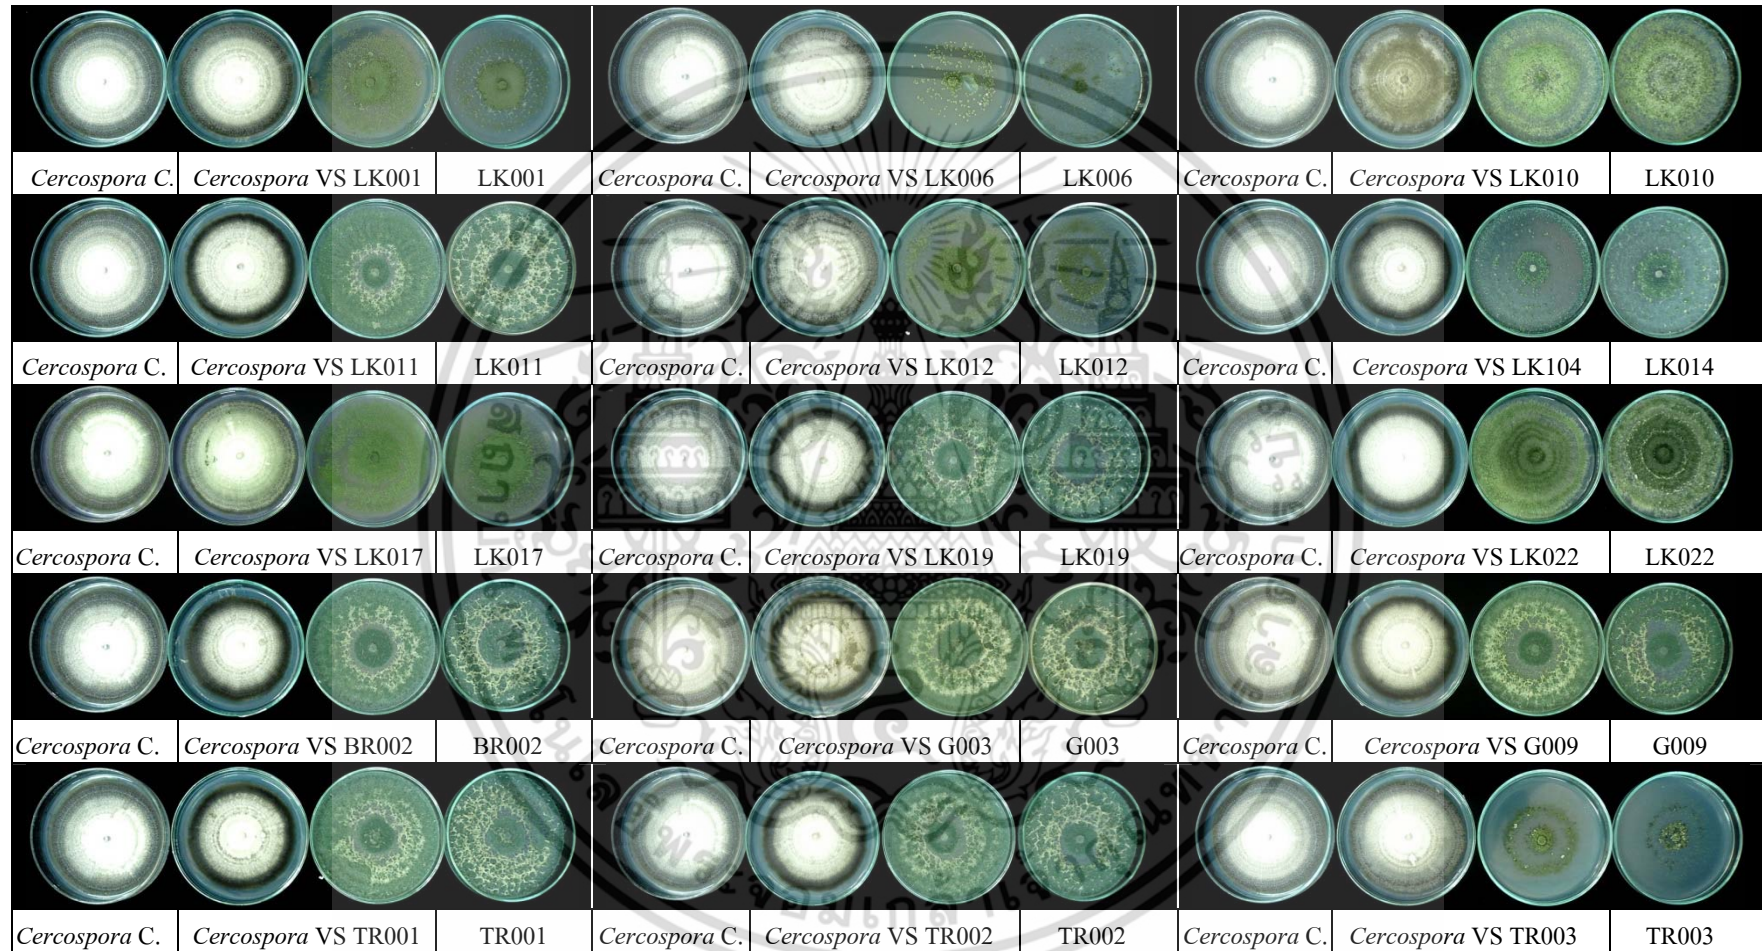 Cercospora C. Cercospora VS LK001 LK001 Cercospora C. Cercospora VS LK006 LK006 Cercospora C. Cercospora VS LK010 LK010
Cercospora C. Cercospora VS LK011 LK011 Cercospora C. Cercospora VS LK012 LK012 Cercospora C. Cercospora VS LK104 LK014
Cercospora C. Cercospora VS LK017 LK017 Cercospora C. Cercospora VS LK019 LK019 Cercospora C. Cercospora VS LK022 LK022
Cercospora C. Cercospora VS BR002 BR002 Cercospora C. Cercospora VS G003 G003 Cercospora C. Cercospora VS G009 G009
Cercospora C. Cercospora VS TR001 TR001 Cercospora C. Cercospora VS TR002 TR002 Cercospora C. Cercospora VS TR003 TR003